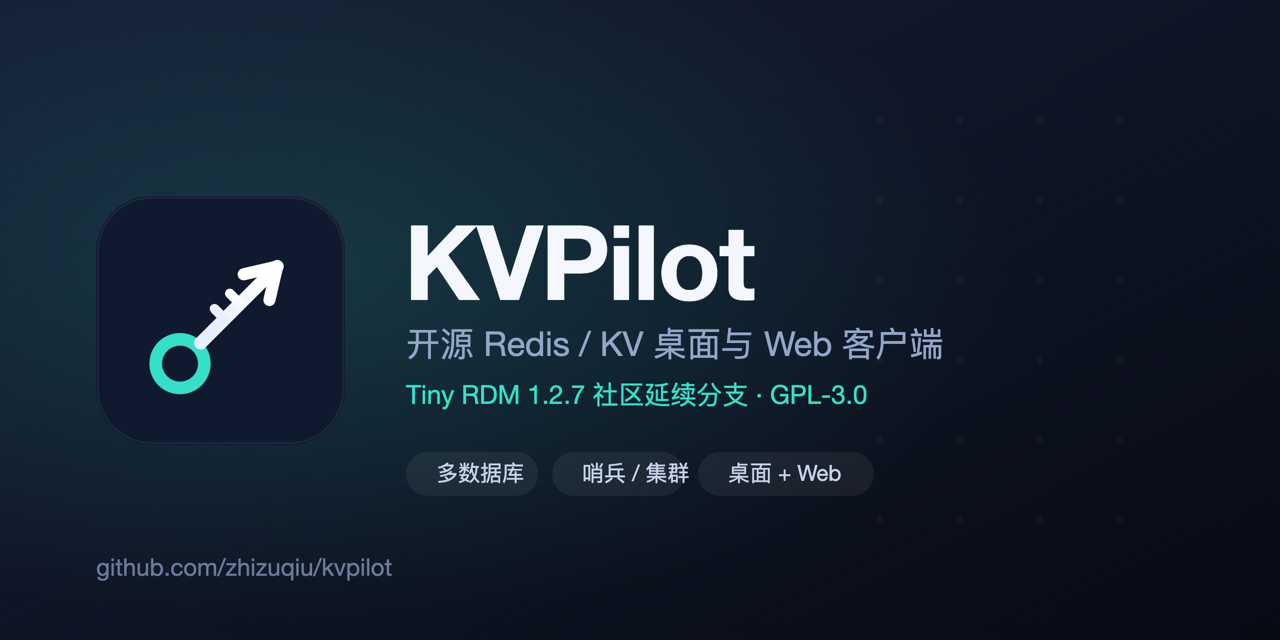 KVPilot
开源 Redis / KV 桌面与 Web 客户端
Tiny RDM 1.2.7 社区延续分支 · GPL-3.0
多数据库 哨兵 / 集群 桌面 + Web
github.com/zhizuqiu/kvpilot